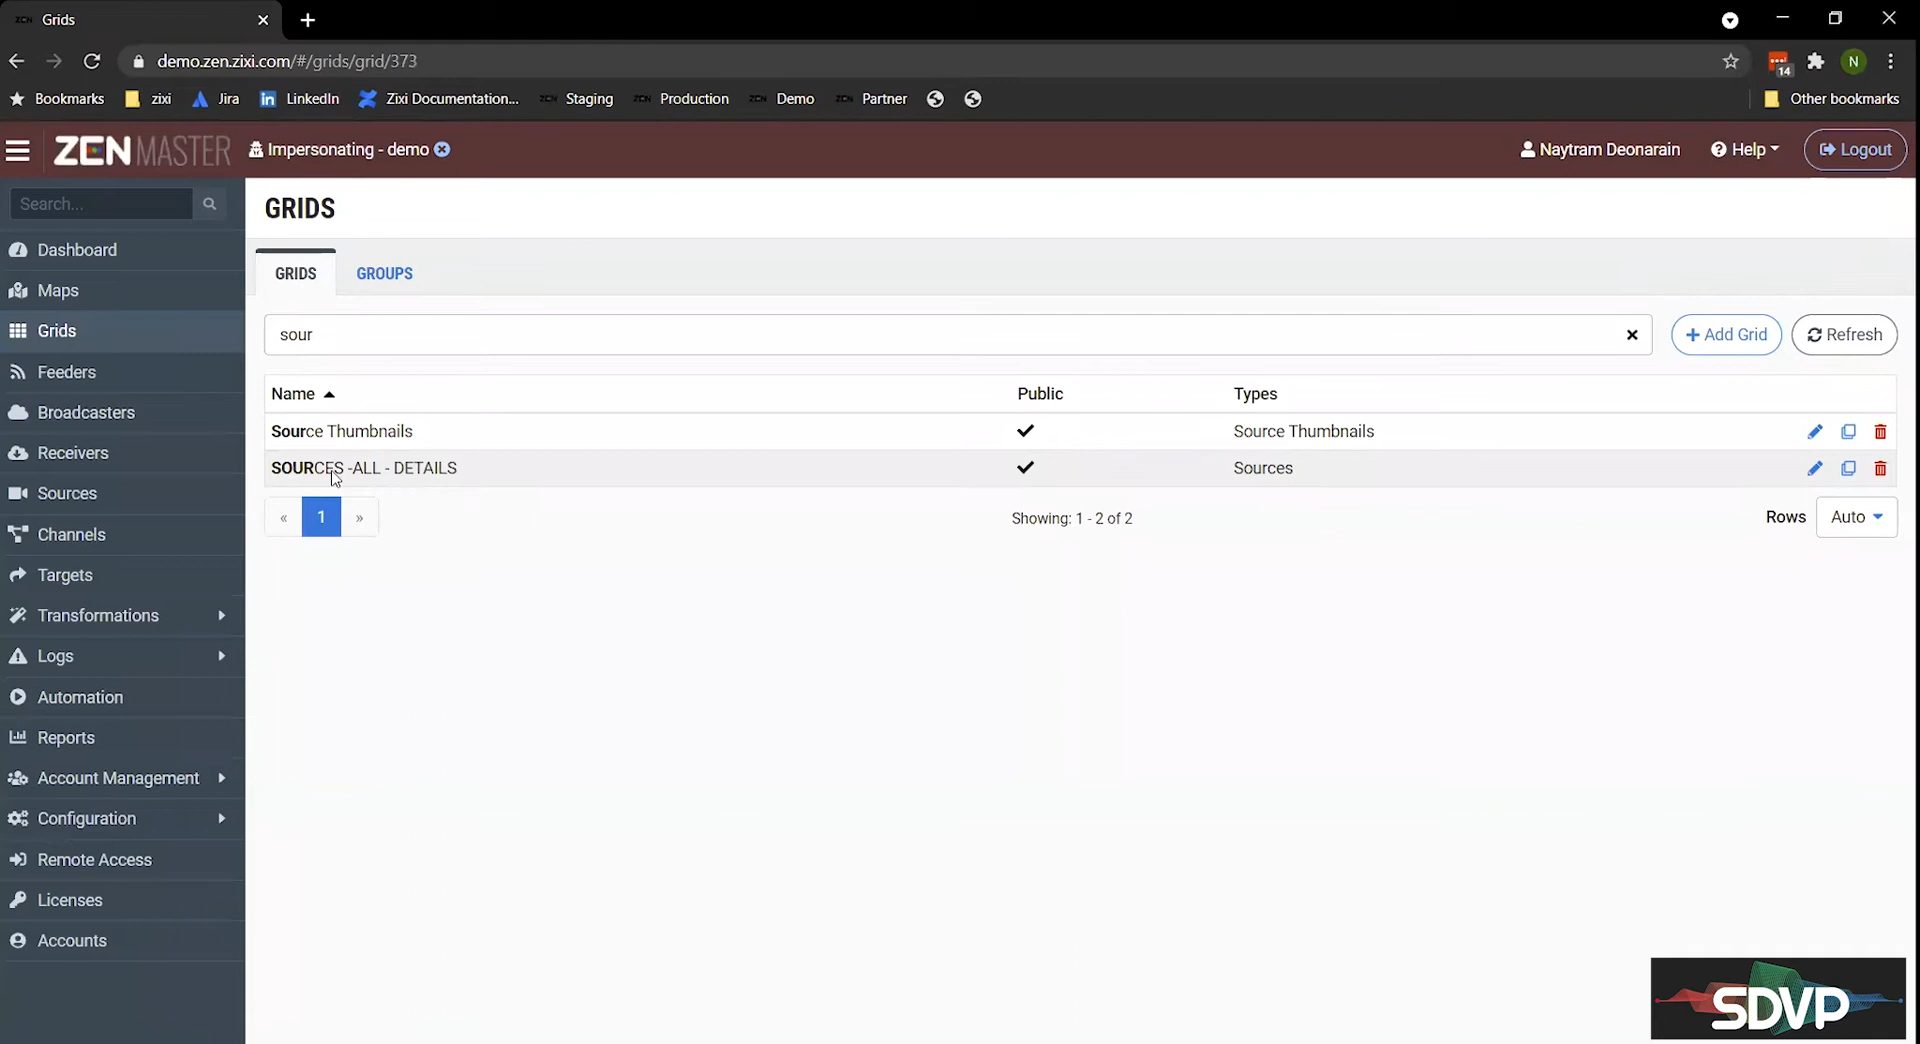 Grids
demo.zen.zixi.com/#/grids/grid/373
14
N
Bookmarks zixi Jira LinkedIn Zixi Documentation... Staging Production Demo Partner Other bookmarks
ZEN MASTER Impersonating - demo Naytram Deonarain Help Logout
Search...
GRIDS
Dashboard
Maps
Grids
Feeders
Broadcasters
Receivers
Sources
Channels
Targets
Transformations
Logs
Automation
Reports
Account Management
Configuration
Remote Access
Licenses
Accounts
GRIDS GROUPS
sour
Add Grid Refresh
Name Public Types
Source Thumbnails Source Thumbnails
SOURCES -ALL - DETAILS Sources
« 1 » Showing: 1 - 2 of 2 Rows Auto
SDVP